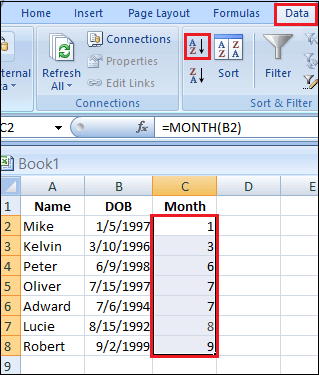 Home Insert Page Layout Formulas Data
Refresh All Connections Properties Edit Links Sort Filter
Connections Sort & Filter
C2 fx =MONTH(B2)
Book1
A B C D E
1 Name DOB Month
2 Mike 1/5/1997 1
3 Kelvin 3/10/1996 3
4 Peter 6/9/1998 6
5 Oliver 7/15/1997 7
6 Adward 7/6/1994 7
7 Lucie 8/15/1992 8
8 Robert 9/2/1999 9
9